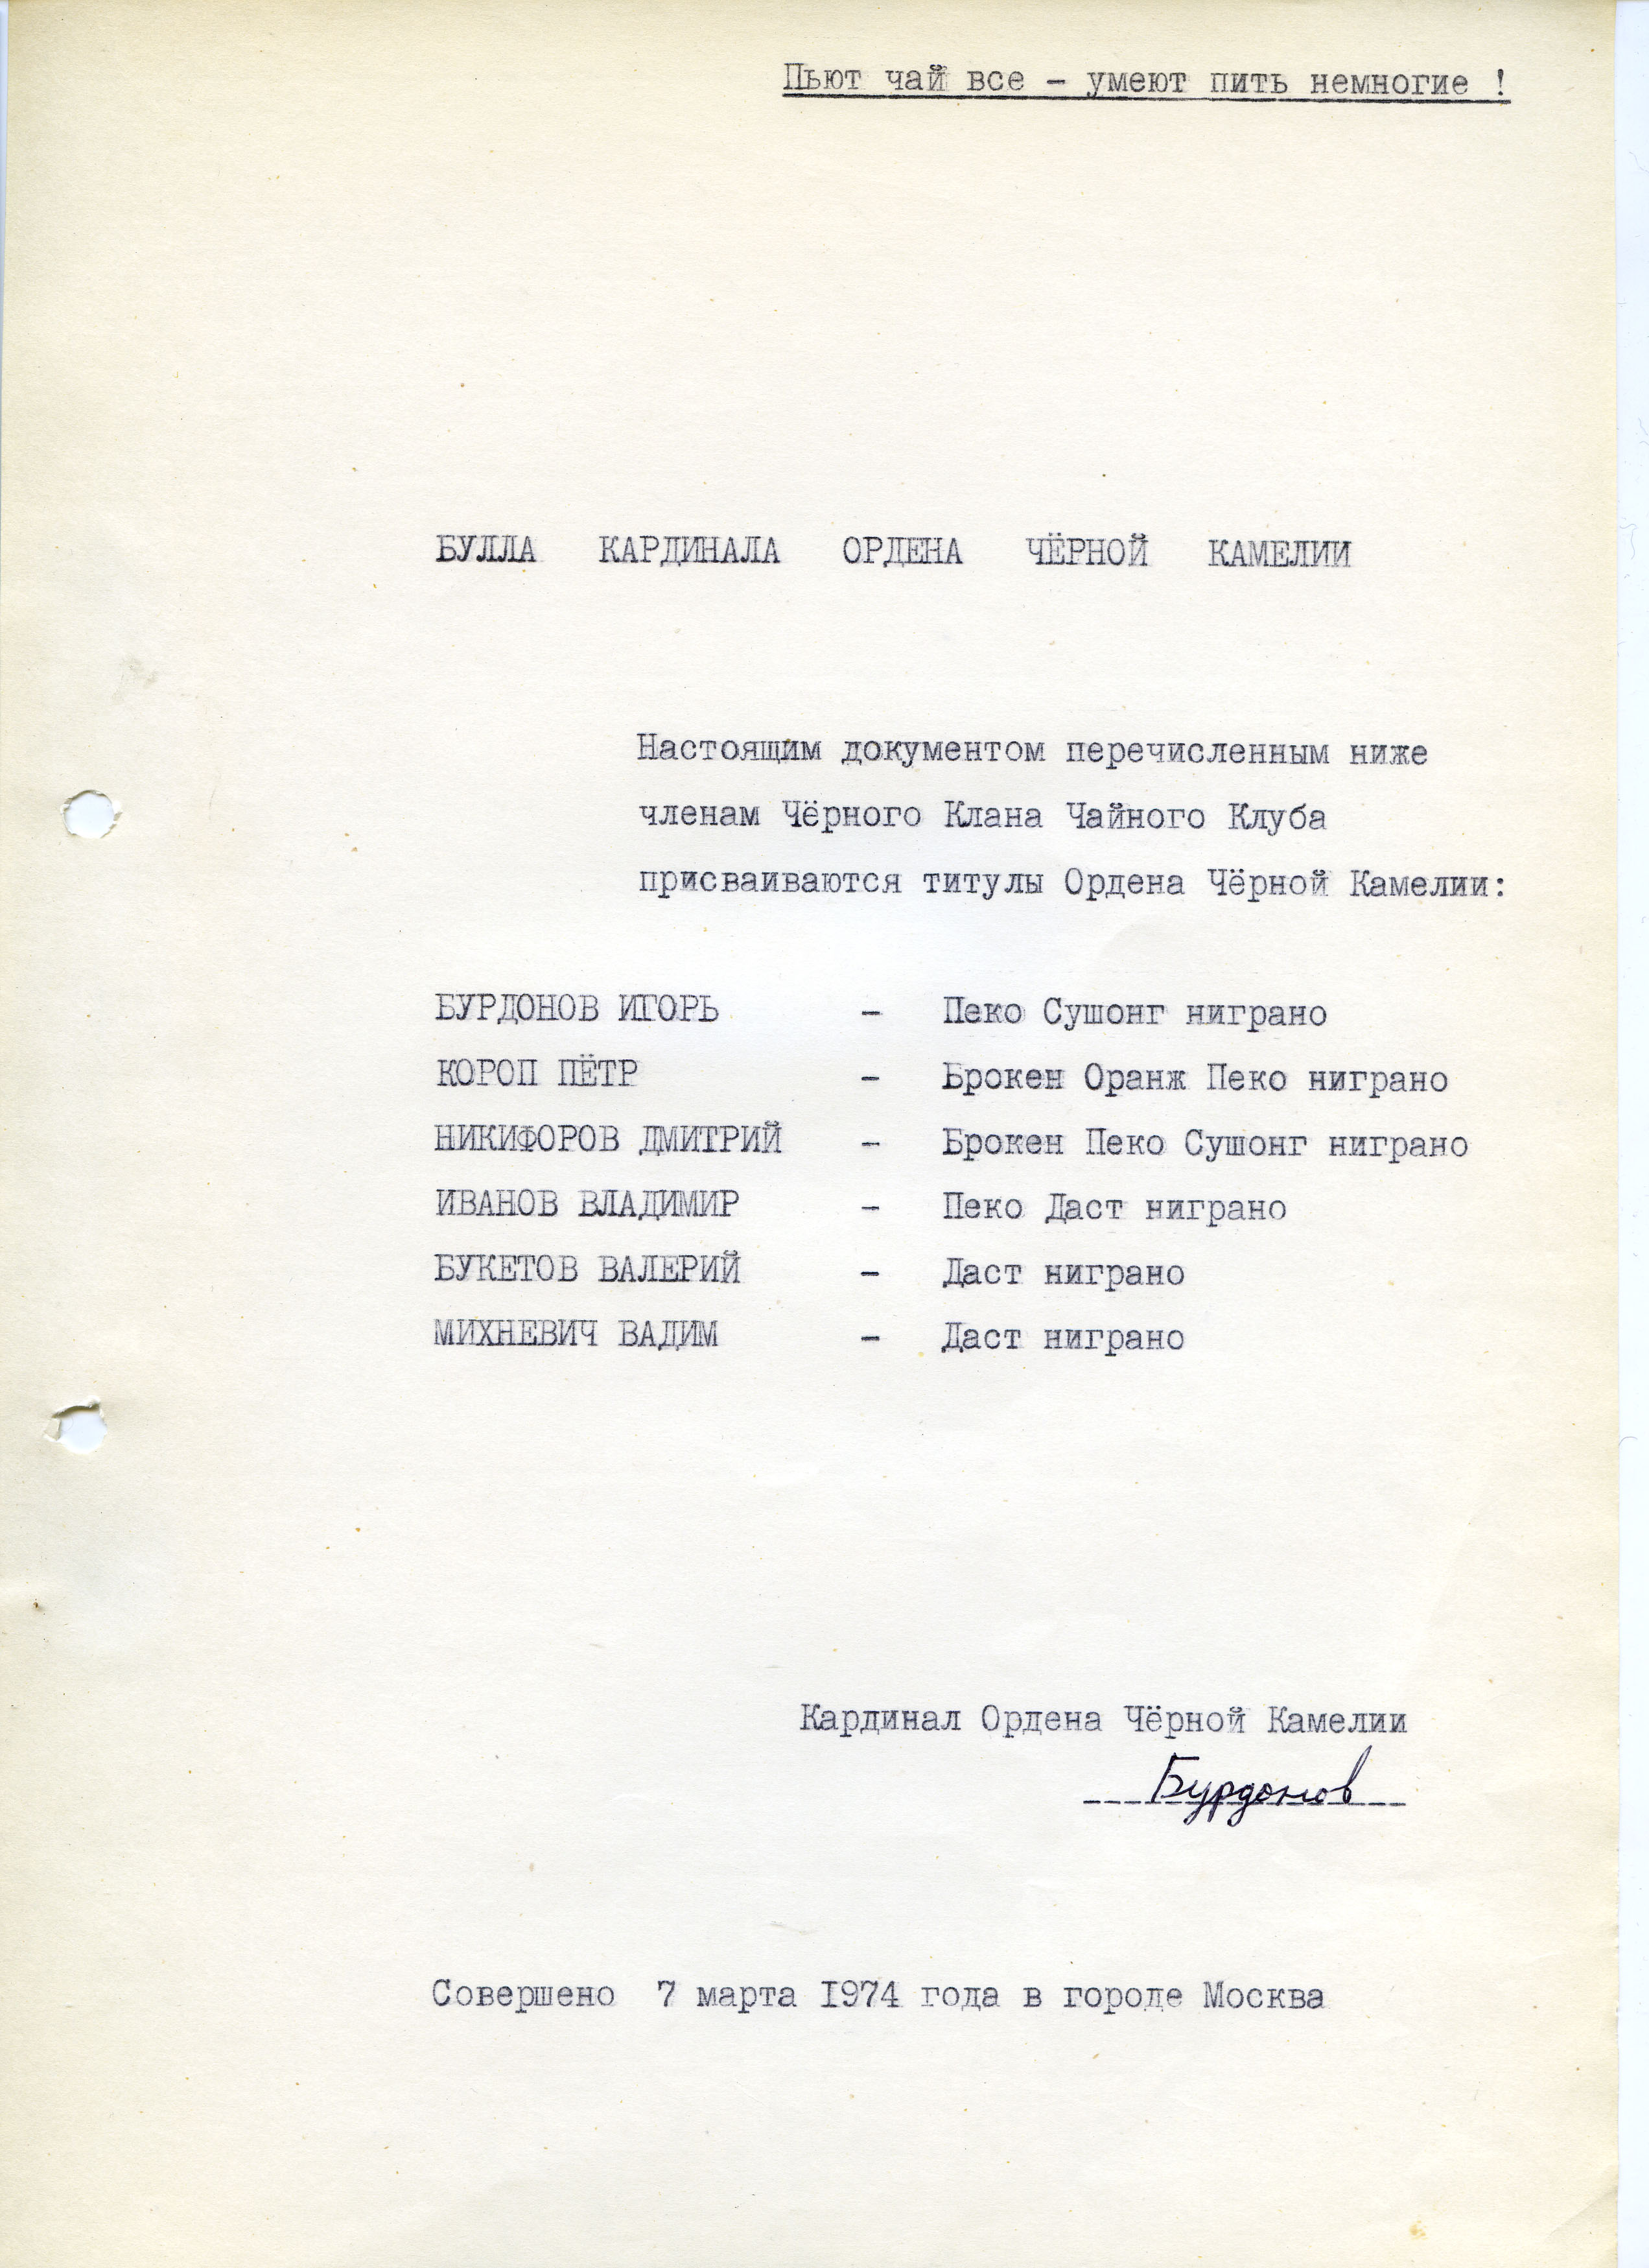 Пьют чай все – умеют пить немногие !
БУЛЛА КАРДИНАЛА ОРДЕНА ЧЁРНОЙ КАМЕЛИИ
Настоящим документом перечисленным ниже
членам Чёрного Клана Чайного Клуба
присваиваются титулы Ордена Чёрной Камелии:
БУРДОНОВ ИГОРЬ – Пеко Сушонг ниграно
КОРОП ПЁТР – Брокен Оранж Пеко ниграно
НИКИФОРОВ ДМИТРИЙ – Брокен Пеко Сушонг ниграно
ИВАНОВ ВЛАДИМИР – Пеко Даст ниграно
БУКЕТОВ ВАЛЕРИЙ – Даст ниграно
МИХНЕВИЧ ВАДИМ – Даст ниграно
Кардинал Ордена Чёрной Камелии
Бурдонов
Совершено 7 марта 1974 года в городе Москва